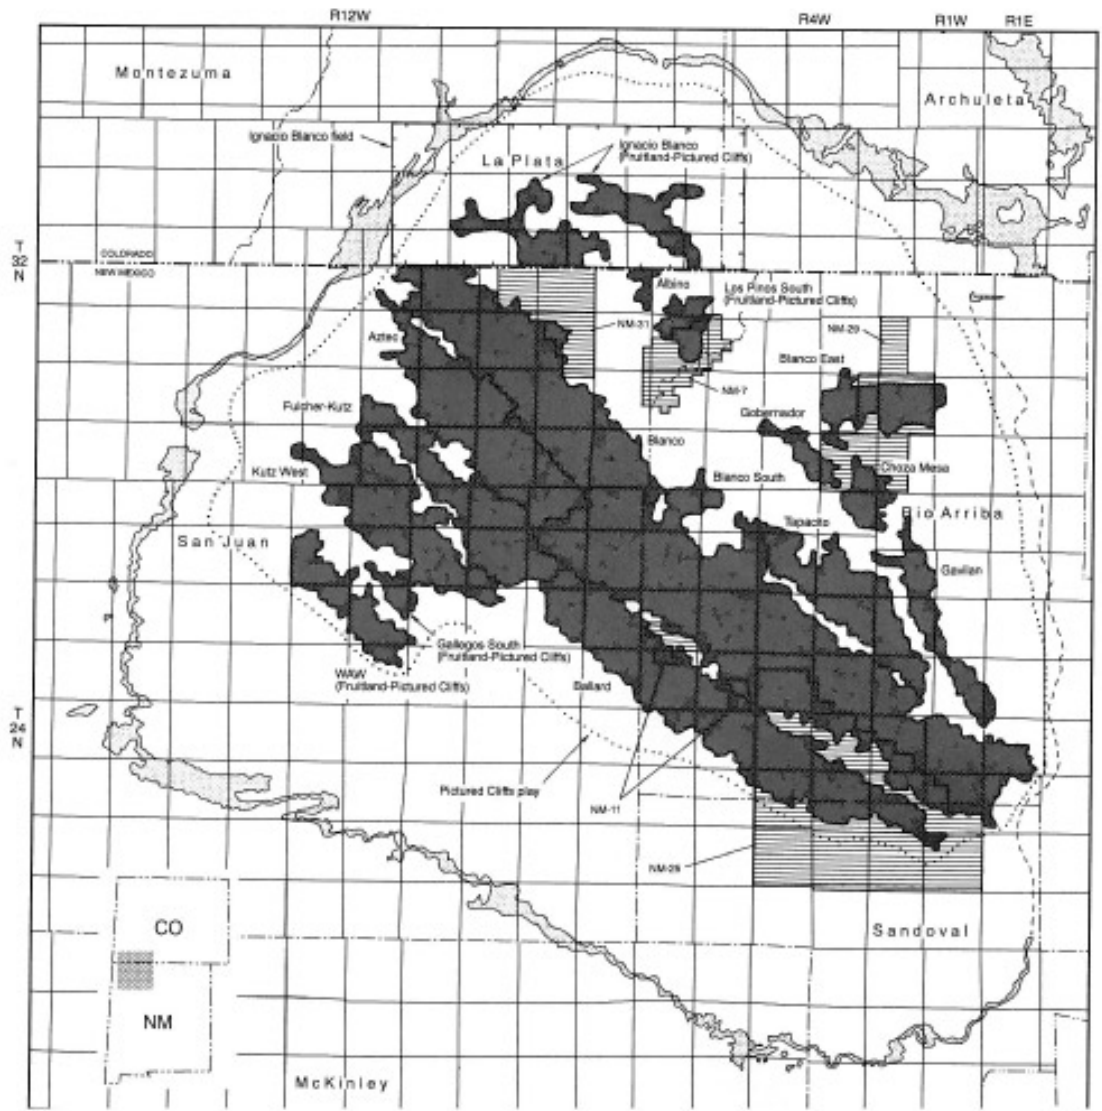 R12W
R4W
R1W
R1E
Montezuma
Archuleta
Ignacio Blanco field
La Plata
Ignacio Blanco
(Fruitland-Pictured Cliffs)
T
32
N
COLORADO
NEW MEXICO
Albino
Los Pinos South
(Fruitland-Pictured Cliffs)
NM-31
NM-29
Aztec
Blanco East
NM-7
Fulcher-Kutz
Gobernador
Blanco
Kutz West
Choza Mesa
Blanco South
San Juan
Tapacito
Rio Arriba
Gavilan
Gallegos South
(Fruitland-Pictured Cliffs)
WAW
(Fruitland-Pictured Cliffs)
Ballard
T
24
N
Pictured Cliffs play
NM-11
NM-28
CO
Sandoval
NM
McKinley